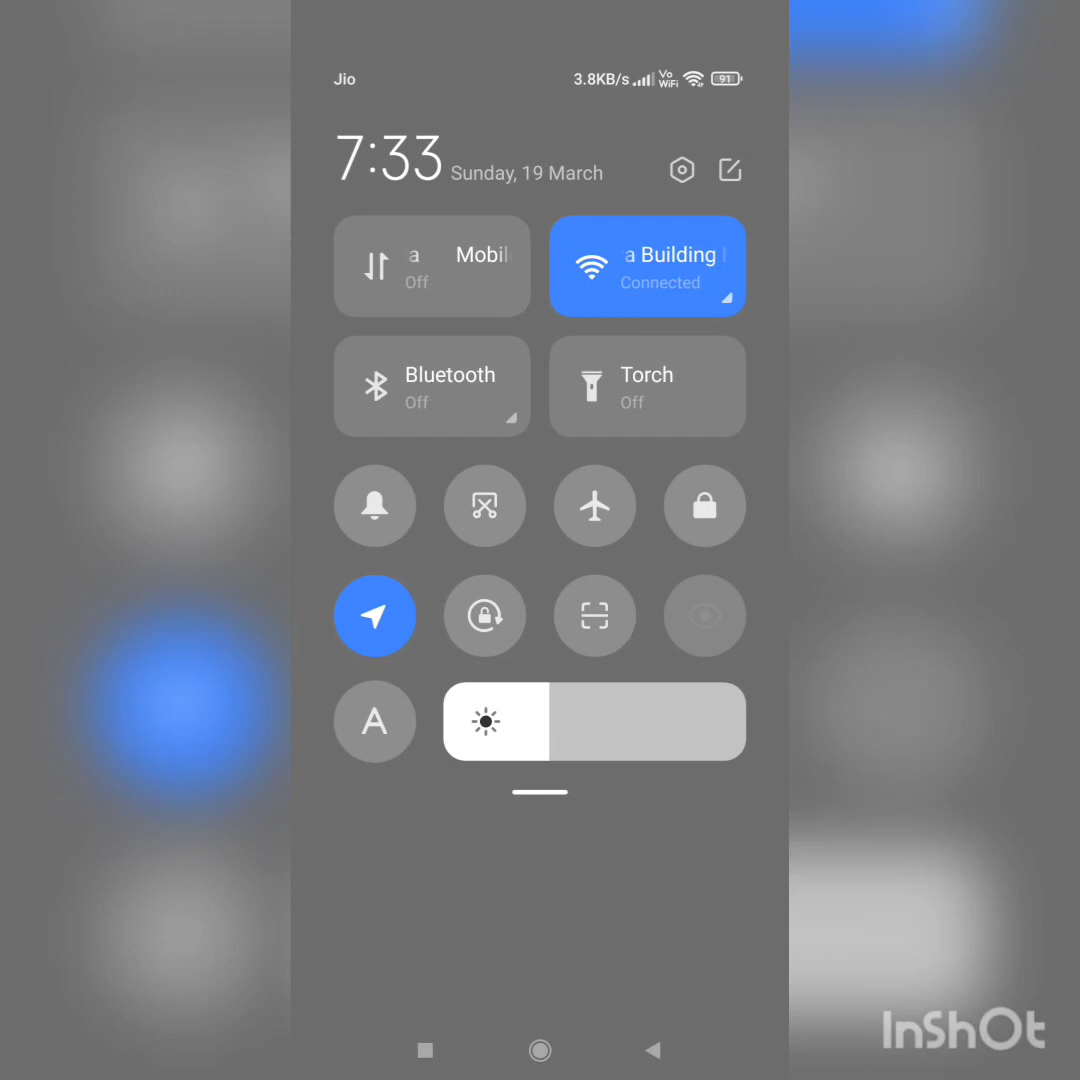 Jio 3.8KB/s Vo WiFi 91
7:33 Sunday, 19 March
a Mobil
Off
a Building
Connected
Bluetooth
Off
Torch
Off
A
InShOt